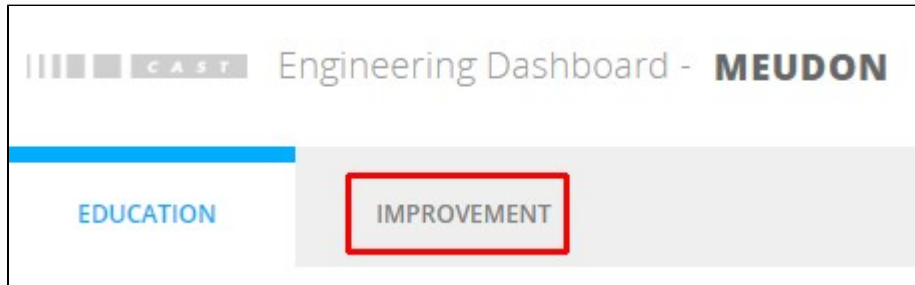 CAST Engineering Dashboard - MEUDON
EDUCATION IMPROVEMENT